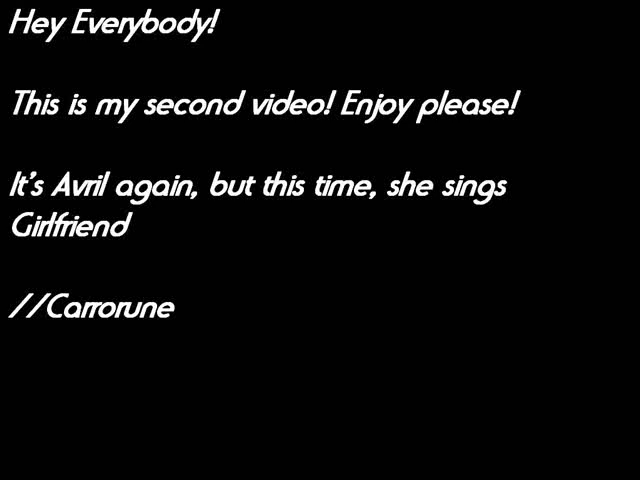 Hey Everybody!
This is my second video! Enjoy please!
It's Avril again, but this time, she sings
Girlfriend
//Carrorune